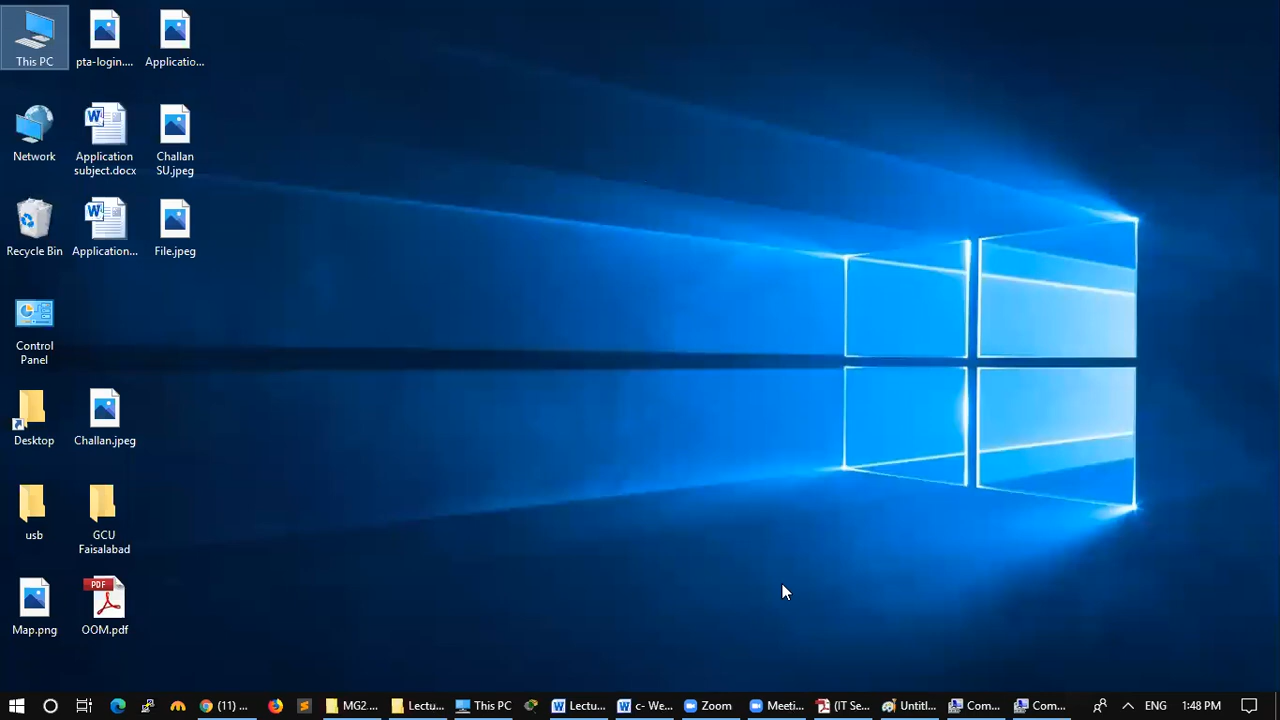 This PC
pta-login....
Applicatio...
Network
Application
subject.docx
Challan
SU.jpeg
Recycle Bin
Application...
File.jpeg
Control
Panel
Desktop
Challan.jpeg
usb
GCU
Faisalabad
Map.png
PDF
OOM.pdf
(11) ...
MG2 ...
Lectu...
This PC
Lectu...
c- We...
Zoom
Meeti...
(IT Se...
Untitl...
Com...
Com...
ENG
1:48 PM